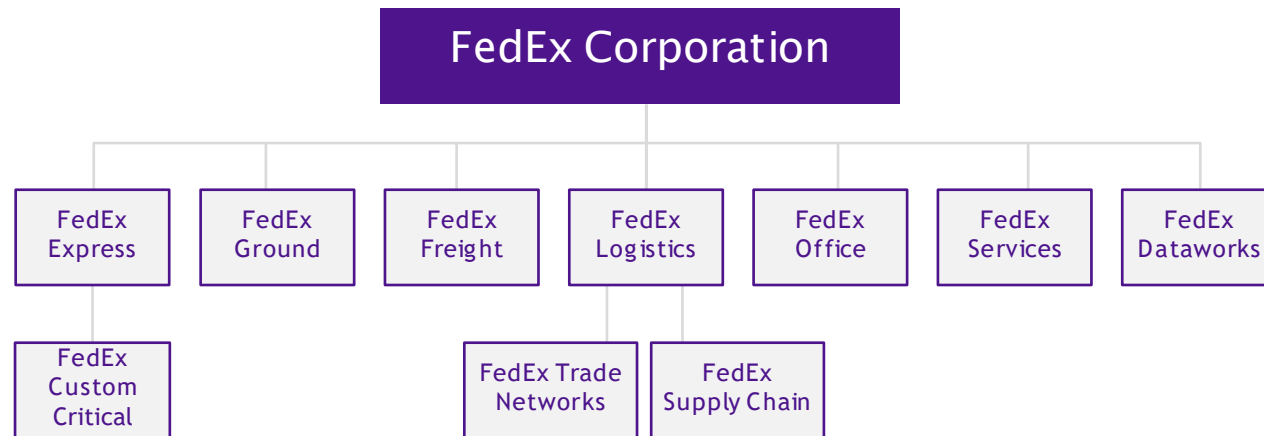 FedEx Corporation
FedEx
Express
FedEx
Ground
FedEx
Freight
FedEx
Logistics
FedEx
Office
FedEx
Services
FedEx
Dataworks
FedEx
Custom
Critical
FedEx Trade
Networks
FedEx
Supply Chain